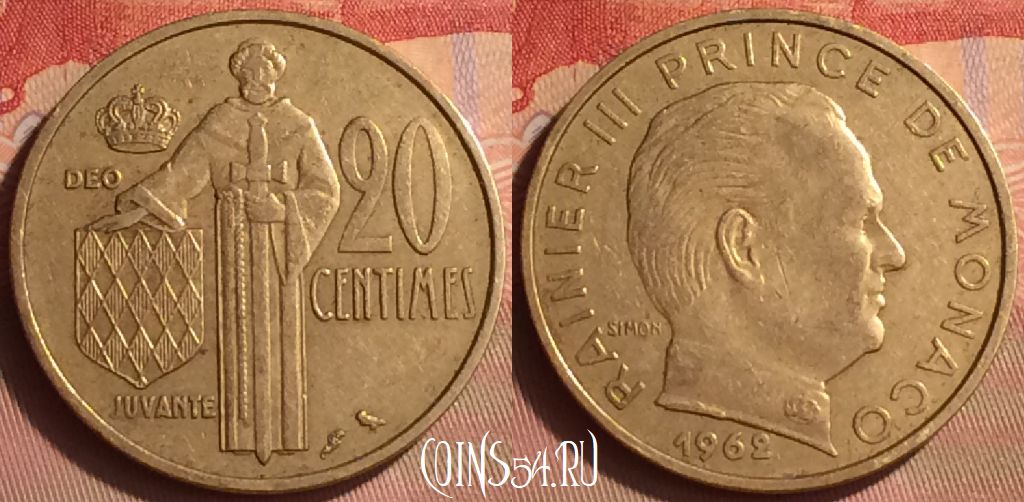 DEO
20
CENTIMES
JUVANTE
RAINIER III PRINCE DE MONACO
SIMON
1962
COINS54.RU